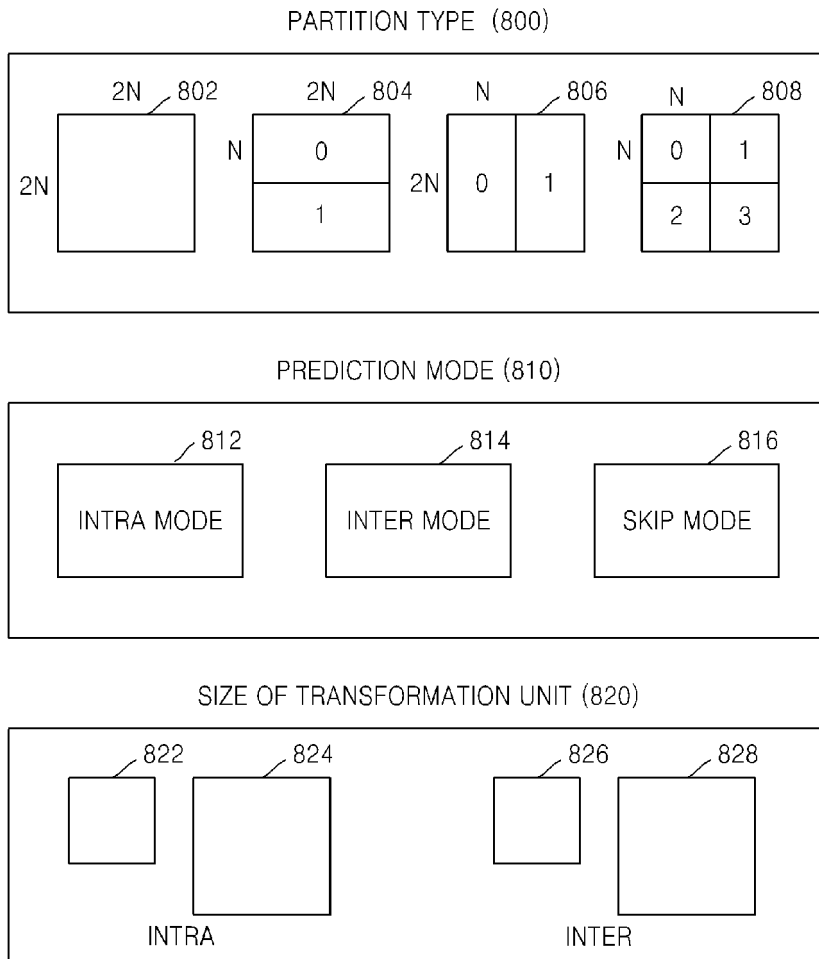 PARTITION TYPE (800)
2N 802 2N 804 N 806 N 808
2N N 0 2N 0 1 N 0 1
1 2 3
PREDICTION MODE (810)
812 814 816
INTRA MODE INTER MODE SKIP MODE
SIZE OF TRANSFORMATION UNIT (820)
822 824 826 828
INTRA INTER